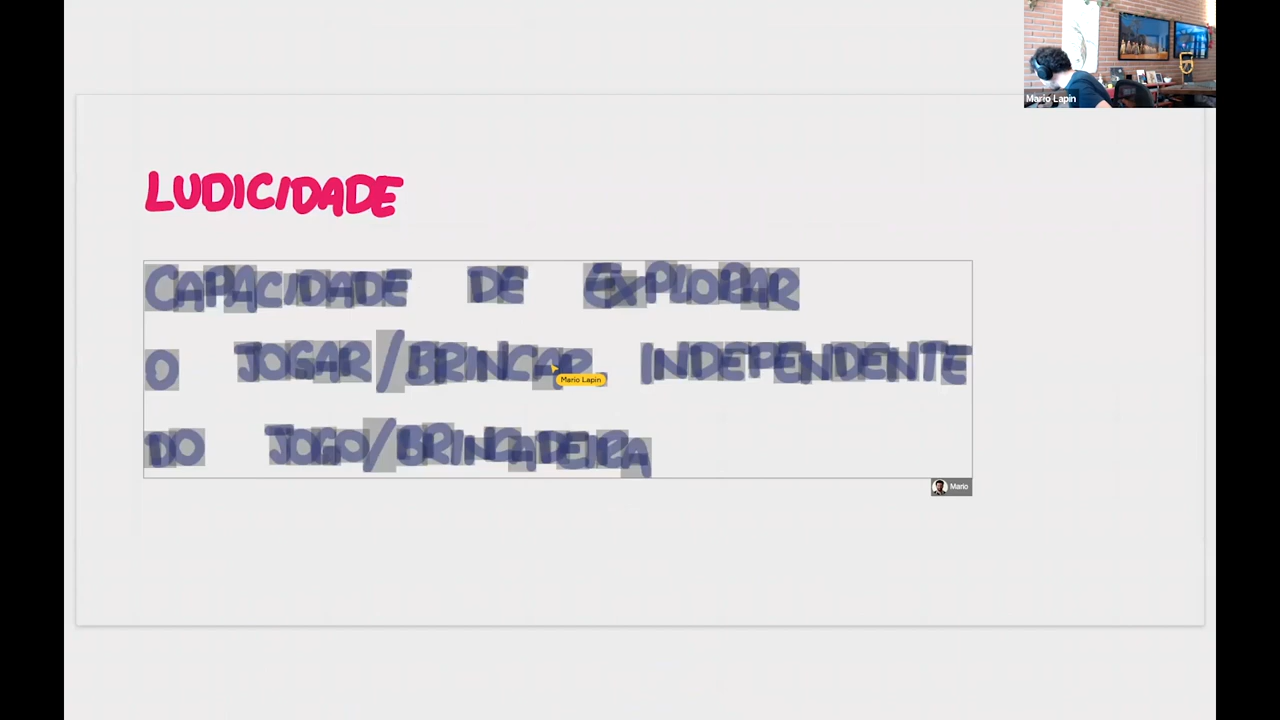 Mario Lapin
LUDICIDADE
CAPACIDADE DE EXPLORAR
O JOGAR/BRINCAR INDEPENDENTE
Mario Lapin
DO JOGO/BRINCADEIRA
Mario